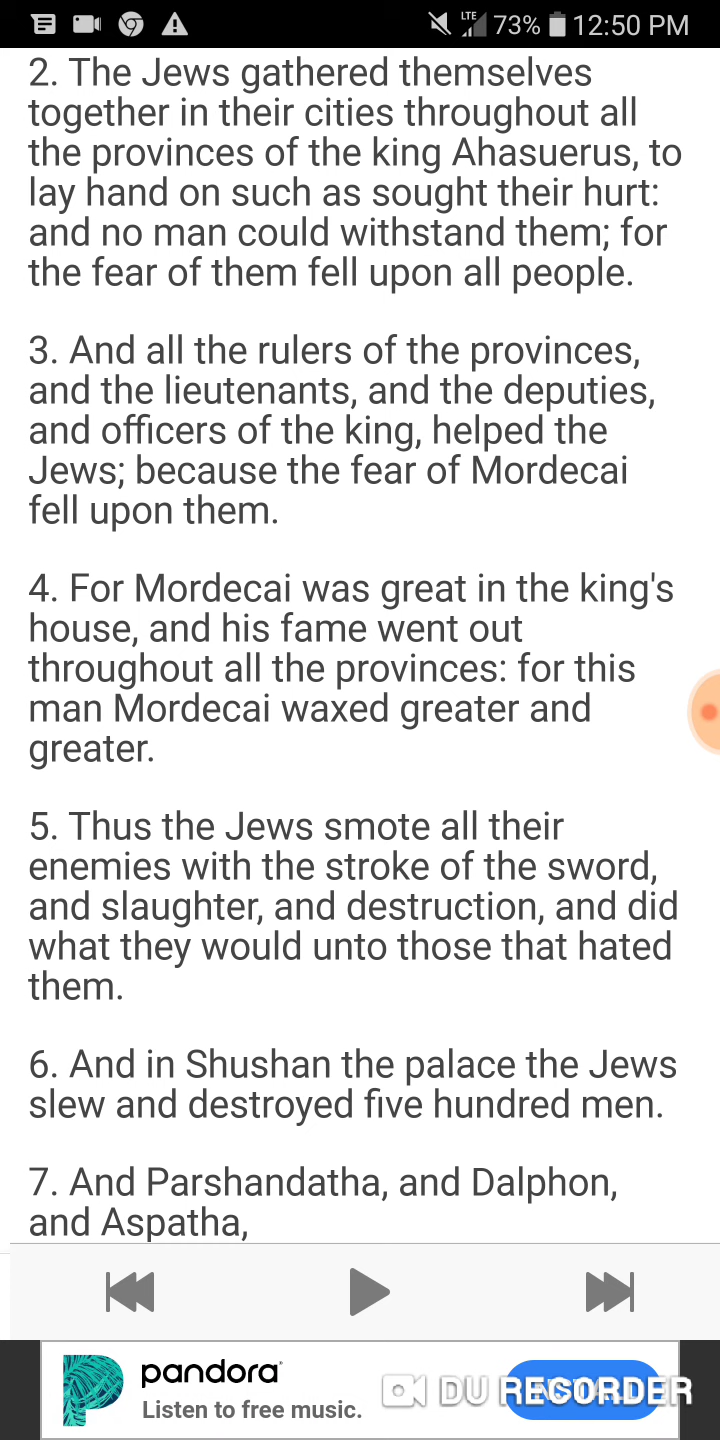 LTE 73% 12:50 PM
2. The Jews gathered themselves
together in their cities throughout all
the provinces of the king Ahasuerus, to
lay hand on such as sought their hurt:
and no man could withstand them; for
the fear of them fell upon all people.
3. And all the rulers of the provinces,
and the lieutenants, and the deputies,
and officers of the king, helped the
Jews; because the fear of Mordecai
fell upon them.
4. For Mordecai was great in the king's
house, and his fame went out
throughout all the provinces: for this
man Mordecai waxed greater and
greater.
5. Thus the Jews smote all their
enemies with the stroke of the sword,
and slaughter, and destruction, and did
what they would unto those that hated
them.
6. And in Shushan the palace the Jews
slew and destroyed five hundred men.
7. And Parshandatha, and Dalphon,
and Aspatha,
pandora
Listen to free music.
DU RECORDER